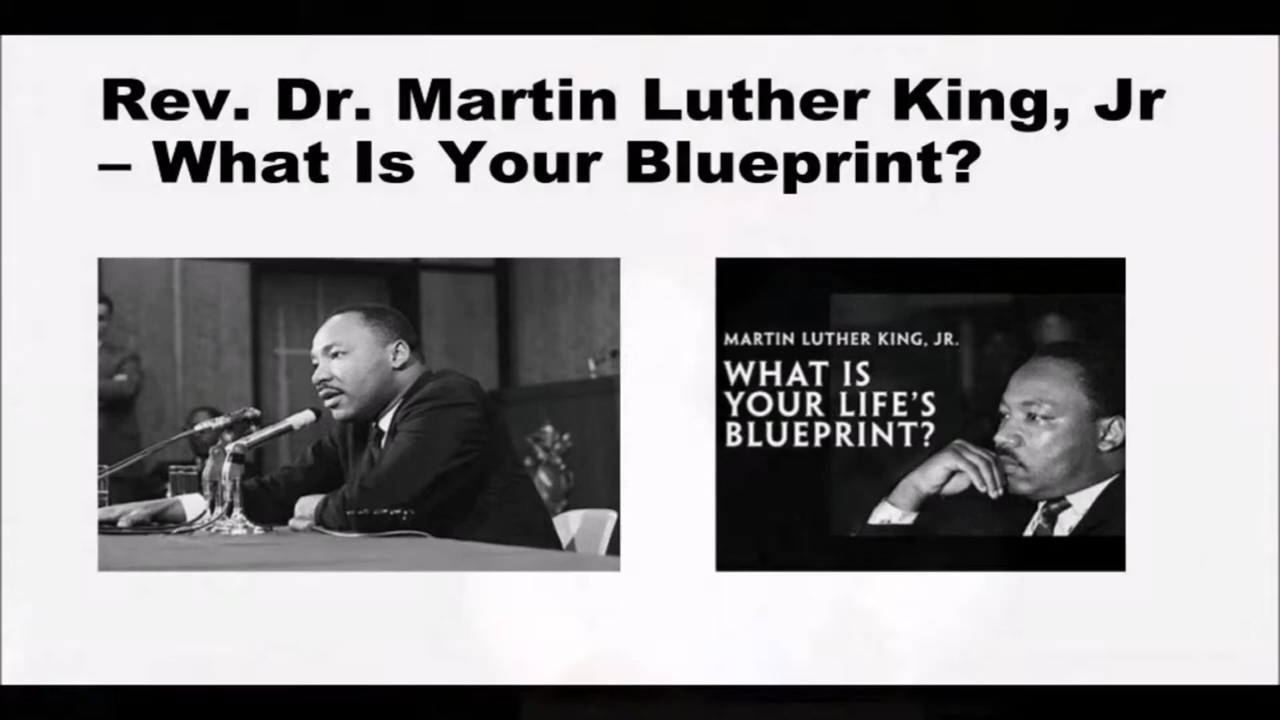 Rev. Dr. Martin Luther King, Jr
– What Is Your Blueprint?
MARTIN LUTHER KING, JR.
WHAT IS
YOUR LIFE'S
BLUEPRINT?